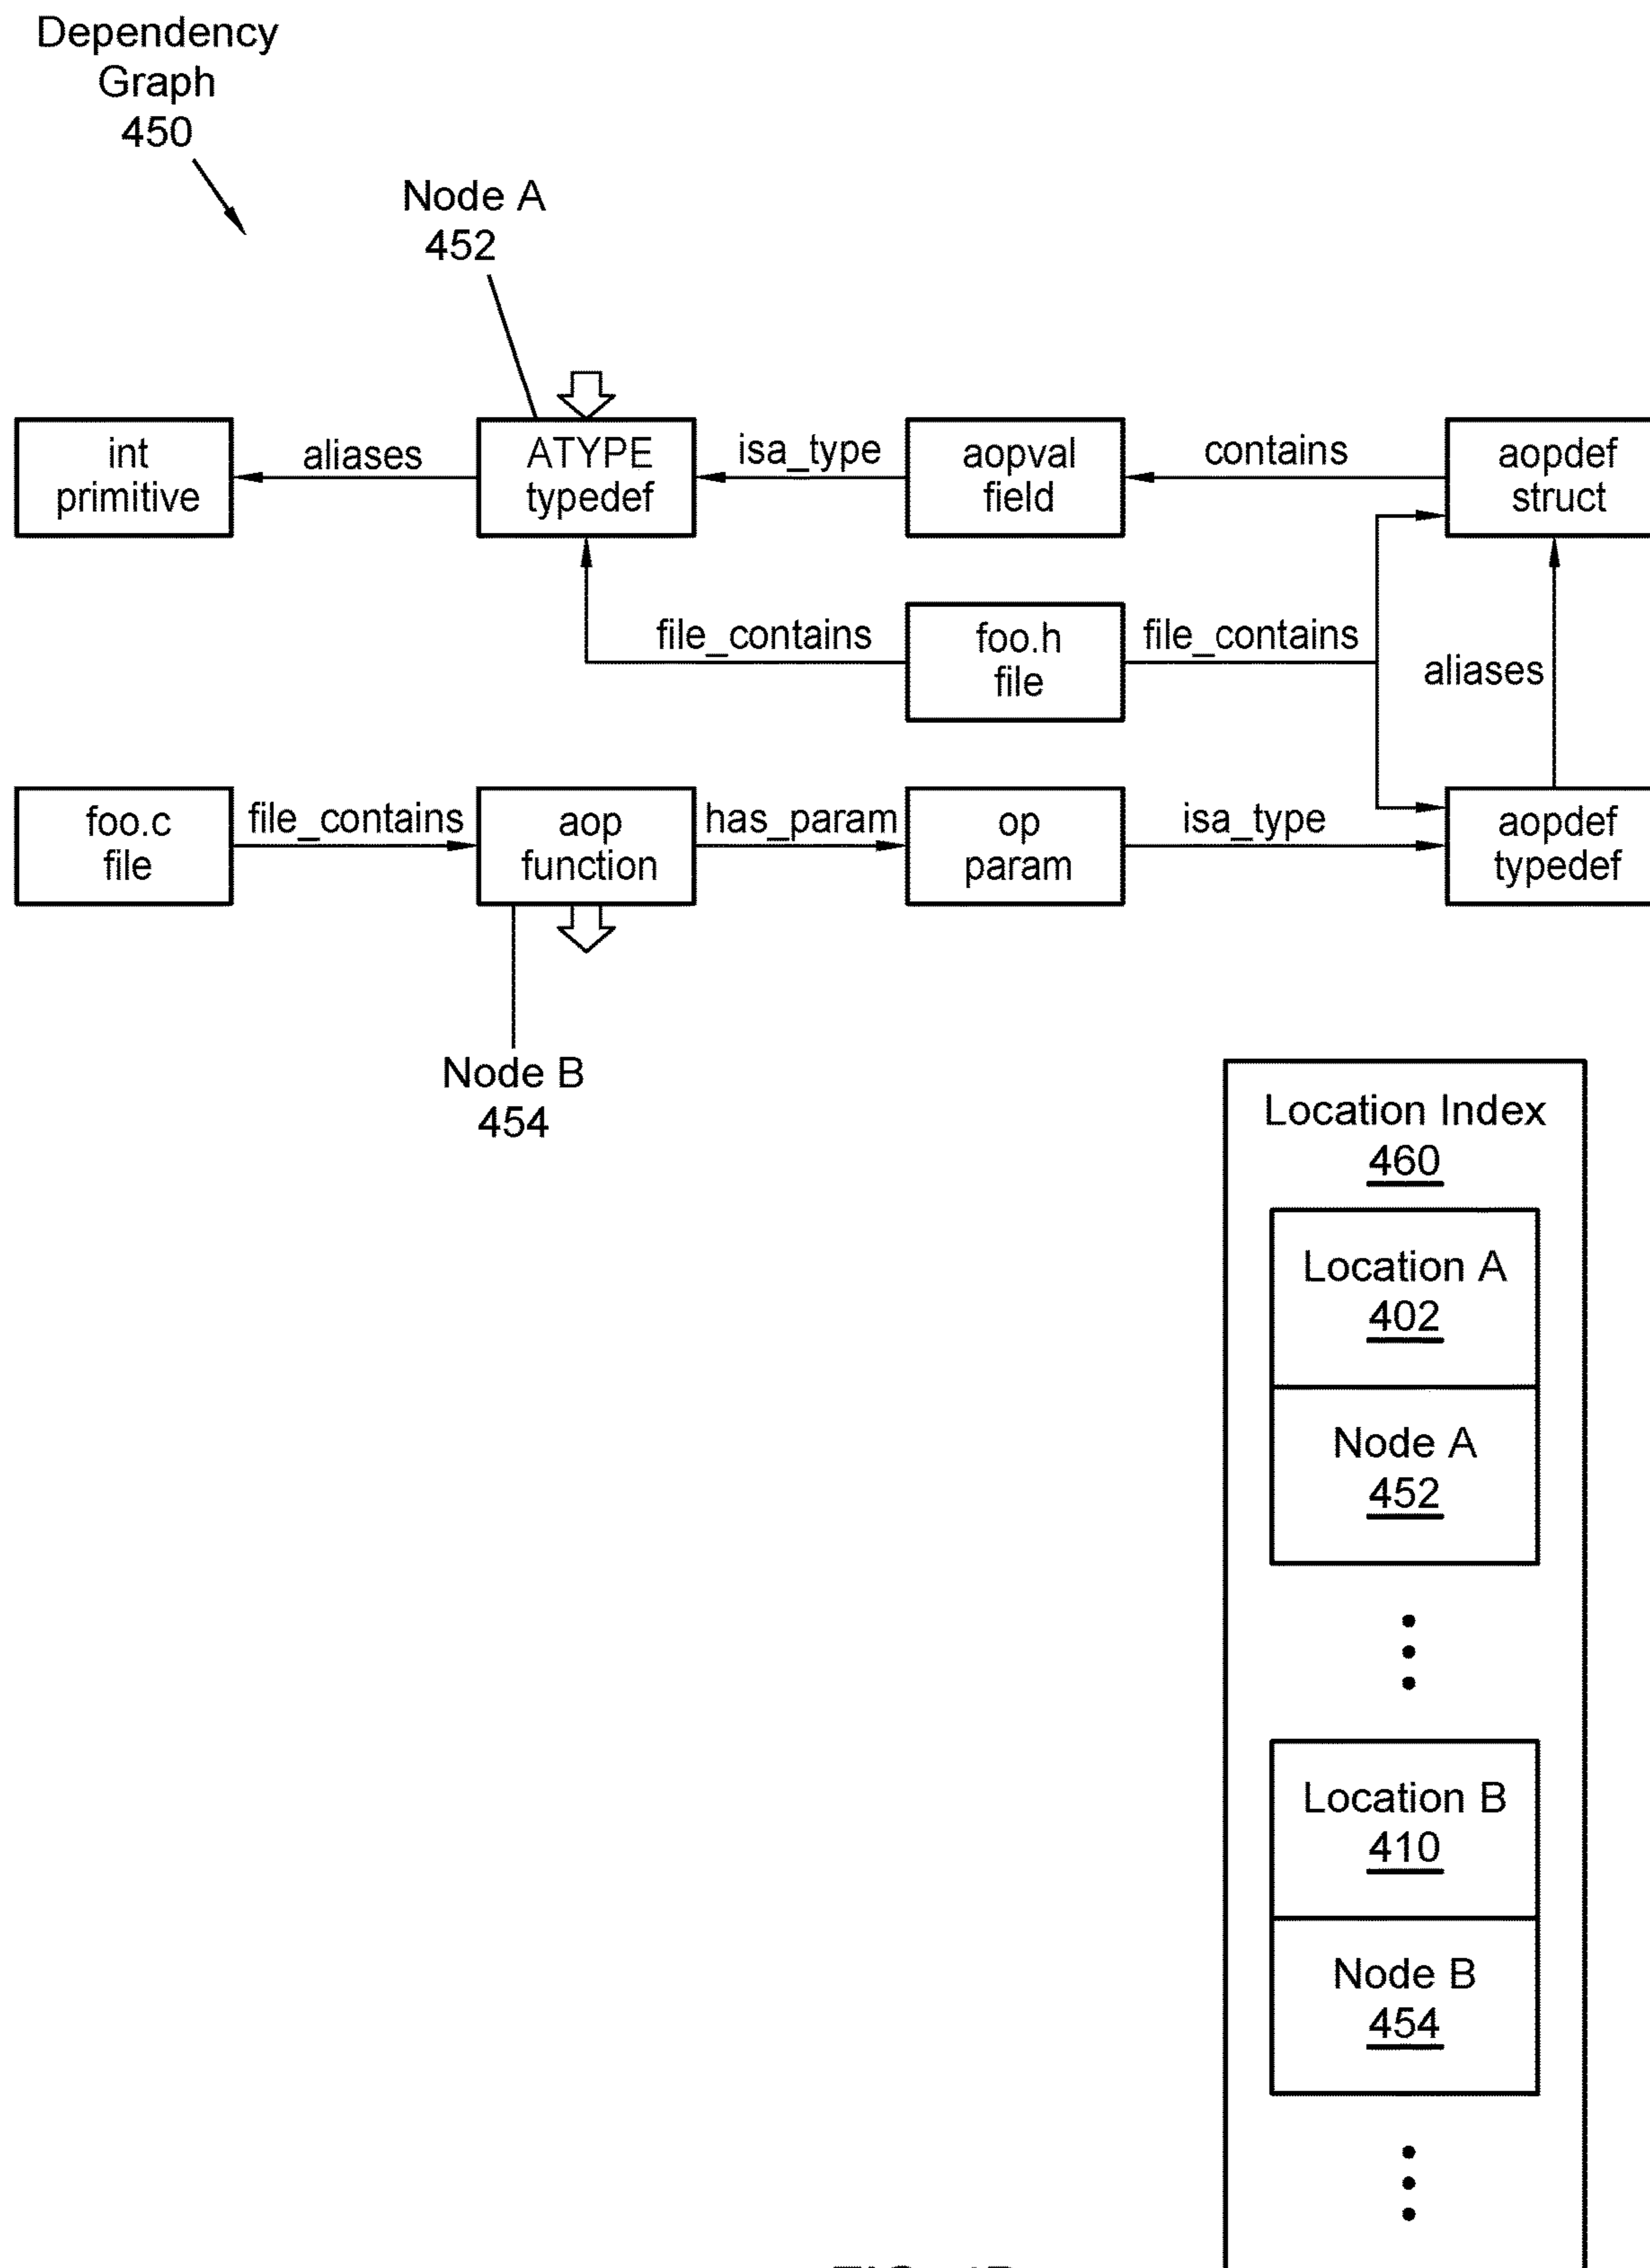 Dependency
Graph
450
Node A
452
int
primitive
aliases
ATYPE
typedef
isa_type
aopval
field
contains
aopdef
struct
file_contains
foo.h
file
file_contains
aliases
foo.c
file
file_contains
aop
function
has_param
op
param
isa_type
aopdef
typedef
Node B
454
Location Index
460
Location A
402
Node A
452
Location B
410
Node B
454